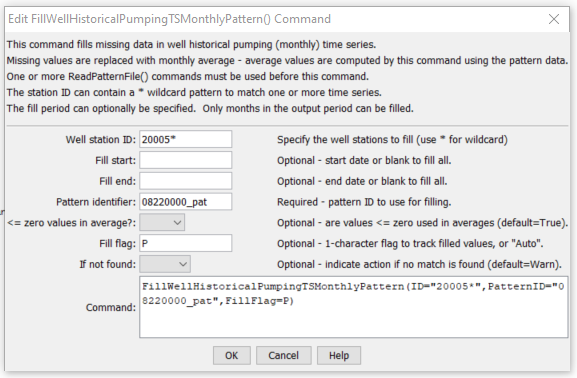 Edit FillWellHistoricalPumpingTSMonthlyPattern() Command
This command fills missing data in well historical pumping (monthly) time series.
Missing values are replaced with monthly average - average values are computed by this command using the pattern data.
One or more ReadPatternFile() commands must be used before this command.
The station ID can contain a * wildcard pattern to match one or more time series.
The fill period can optionally be specified.  Only months in the output period can be filled.
Well station ID: 20005* Specify the well stations to fill (use * for wildcard)
Fill start: Optional - start date or blank to fill all.
Fill end: Optional - end date or blank to fill all.
Pattern identifier: 08220000_pat Required - pattern ID to use for filling.
<= zero values in average?: Optional - are values <= zero used in averages (default=True).
Fill flag: P Optional - 1-character flag to track filled values, or "Auto".
If not found: Optional - indicate action if no match is found (default=Warn).
Command: FillWellHistoricalPumpingTSMonthlyPattern(ID="20005*",PatternID="0
8220000_pat",FillFlag=P)
OK Cancel Help